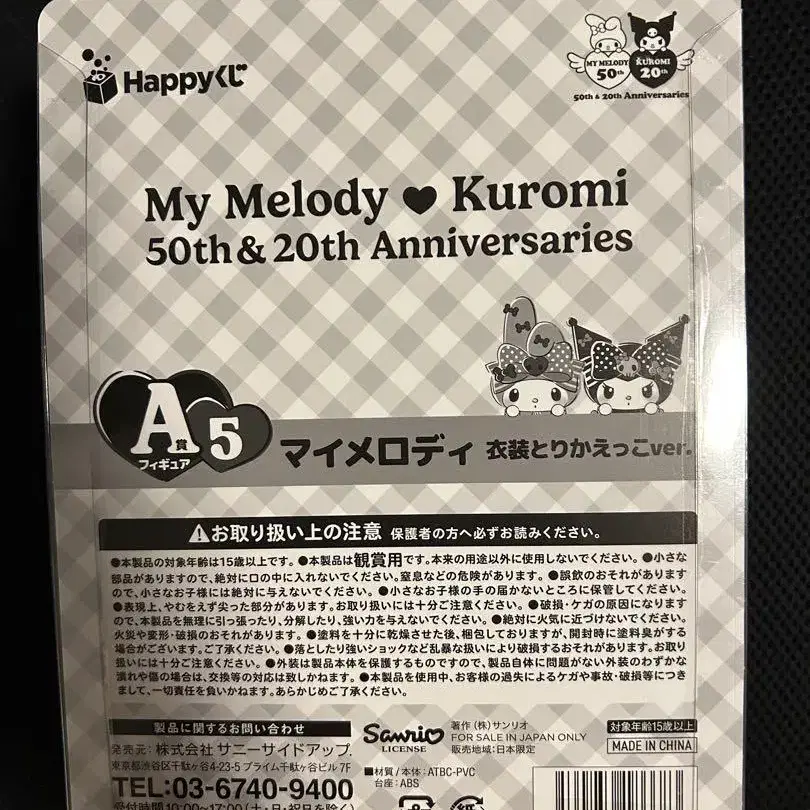 Happyくじ
MY MELODY 50th KUROMI 20th
50th & 20th Anniversaries
My Melody ♥ Kuromi
50th & 20th Anniversaries
A賞 5
フィギュア
マイメロディ 衣装とりかえっこver.
⚠お取り扱い上の注意 保護者の方へ必ずお読みください。
●本製品の対象年齢は15歳以上です。●本製品は観賞用です。本来の用途以外に使用しないでください。●小さな
部品がありますので、絶対に口の中に入れないでください。窒息などの危険があります。●誤飲のおそれがあります
ので、小さなお子様には絶対に与えないでください。●小さなお子様の手の届かないところに保管してください。
●表現上、やむをえず尖った部分があります。お取り扱いには十分ご注意ください。●破損・ケガの原因になります
ので、本製品を無理に引っ張ったり、分解したり、強い力を与えないでください。●絶対に火気に近づけないでください。
火災や変形・破損のおそれがあります。●塗料を十分に乾燥させた後、梱包しておりますが、開封時に塗料臭がする
場合がございます。ご了承ください。●落としたり強いショックなど乱暴な扱いにより破損するおそれがあります。お取り
扱いには十分ご注意ください。●外装は製品本体を保護するものですので、製品自体に問題がない外装のわずかな
潰れや傷の場合は、交換等の対応は致しかねます。●本製品を使用中、お客様の過失によるケガや事故・破損等につき
まして、一切責任を負いかねます。あらかじめご了承ください。
製品に関するお問い合わせ
発売元:株式会社 サニーサイドアップ
東京都渋谷区千駄ヶ谷4-23-5 プライム千駄ヶ谷ビル 7F
TEL:03-6740-9400
受付時間 10:00~17:00(土・日・祝日を除く)
Sanrio
LICENSE
著作 (株)サンリオ
FOR SALE IN JAPAN ONLY
販売地域:日本限定
■材質/本体:ATBC-PVC
台座:ABS
対象年齢15歳以上
MADE IN CHINA
紙